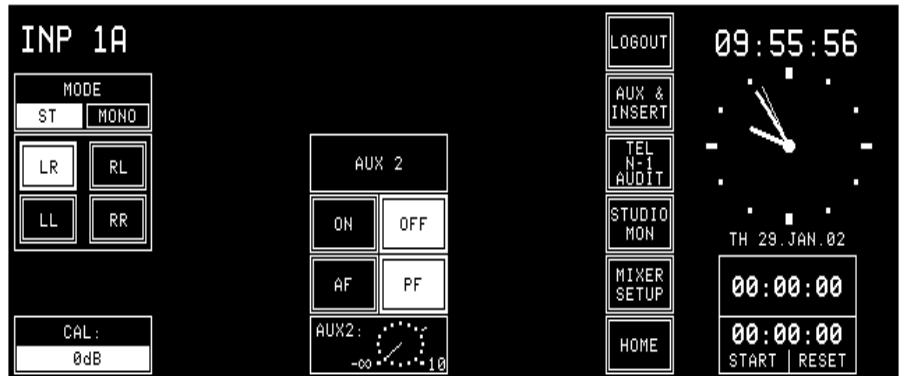 INP 1A
MODE
ST MONO
LR RL
LL RR
CAL:
0dB
AUX 2
ON OFF
AF PF
AUX2:
-∞ 10
LOGOUT
AUX &
INSERT
TEL
N-1
AUDIT
STUDIO
MON
MIXER
SETUP
HOME
09:55:56
TH 29.JAN.02
00:00:00
00:00:00
START RESET